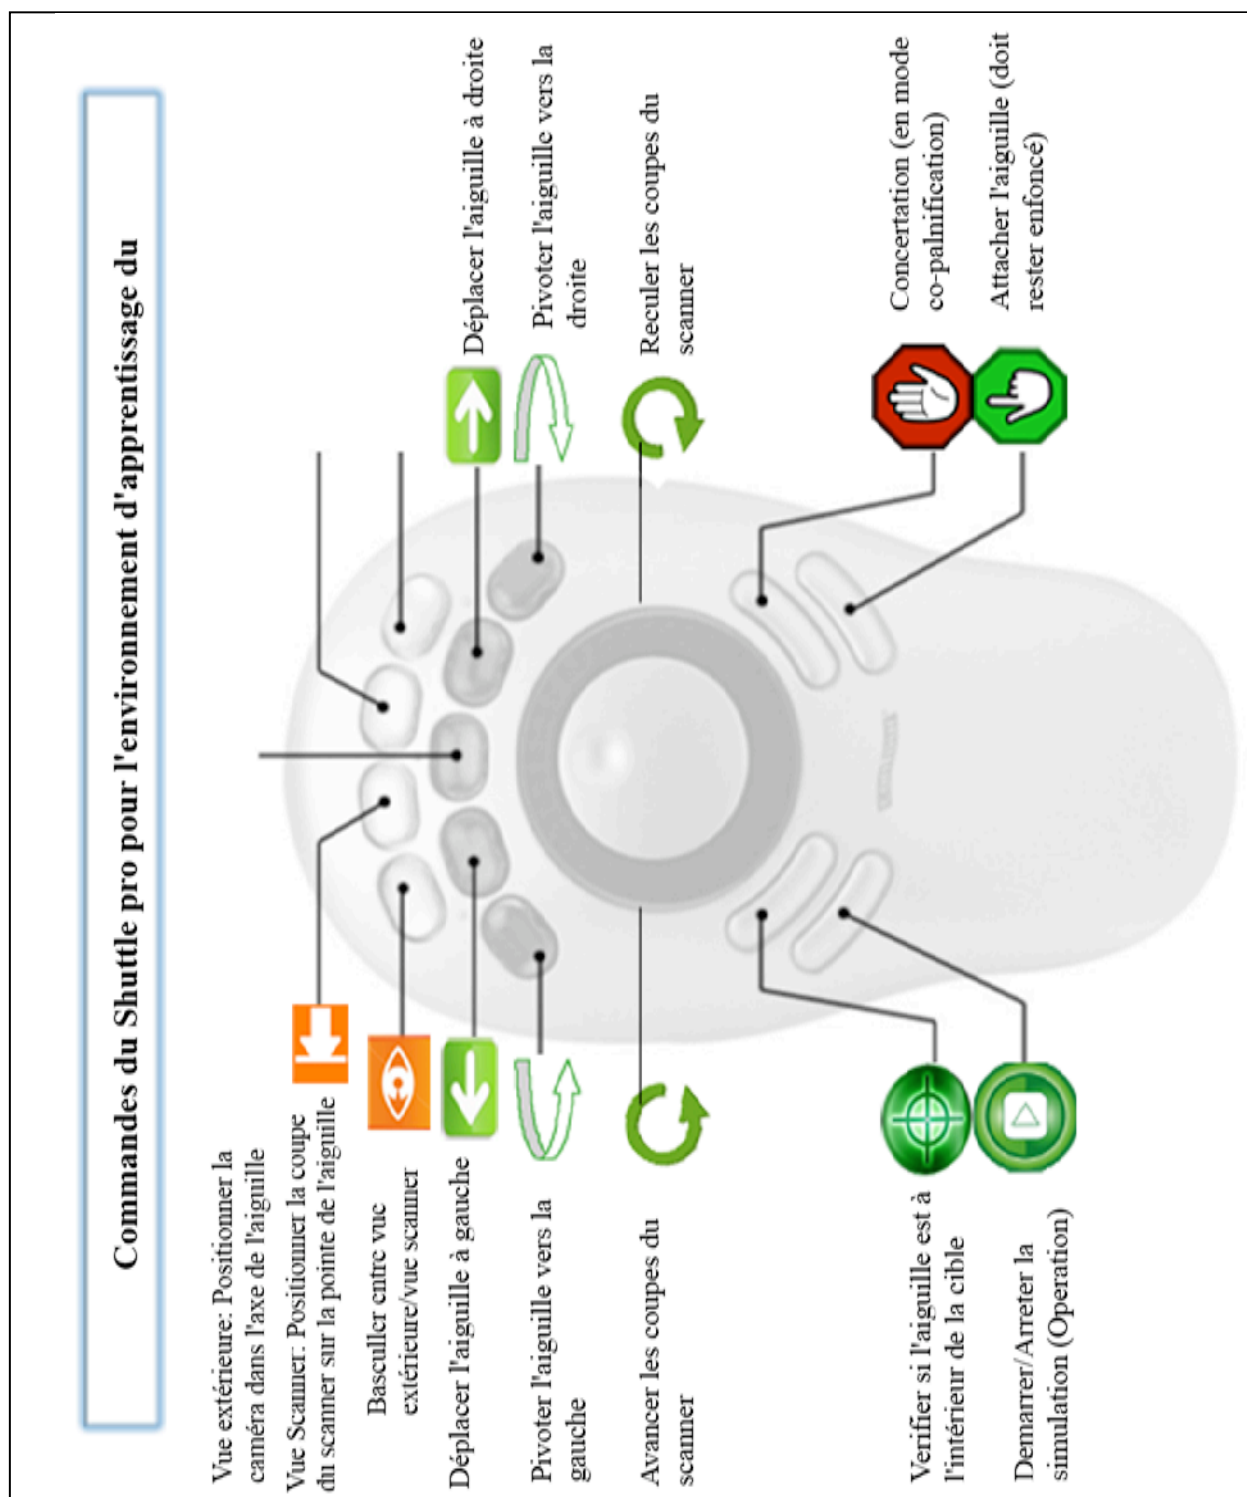 Commandes du Shuttle pro pour l'environnement d'apprentissage du
Vue extérieure: Positionner la
caméra dans l'axe de l'aiguille
Vue Scanner: Positionner la coupe
du scanner sur la pointe de l'aiguille
Basculler entre vue
extérieure/vue scanner
Déplacer l'aiguille à gauche
Pivoter l'aiguille vers la
gauche
Avancer les coupes du
scanner
Verifier si l'aiguille est à
l'intérieur de la cible
Demarrer/Arreter la
simulation (Operation)
Déplacer l'aiguille à droite
Pivoter l'aiguille vers la
droite
Reculer les coupes du
scanner
Concertation (en mode
co-palnification)
Attacher l'aiguille (doit
rester enfoncé)